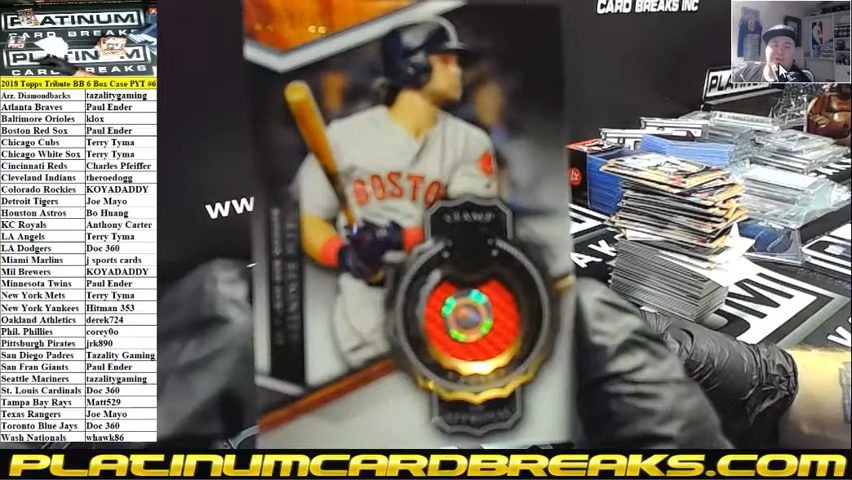 CARD BREAKS INC
PLATINUM
CARD BREAKS
2018 Topps Tribute BB 6 Box Case PYT #6
Arz. Diamondbacks tazalitygaming
Atlanta Braves Paul Ender
Baltimore Orioles klox
Boston Red Sox Paul Ender
Chicago Cubs Terry Tyma
Chicago White Sox Terry Tyma
Cincinnati Reds Charles Pfeiffer
Cleveland Indians theroedogg
Colorado Rockies KOYADADDY
Detroit Tigers Joe Mayo
Houston Astros Bo Huang
KC Royals Anthony Carter
LA Angels Terry Tyma
LA Dodgers Doc 360
Miami Marlins j sports cards
Mil Brewers KOYADADDY
Minnesota Twins Paul Ender
New York Mets Terry Tyma
New York Yankees Hitman 353
Oakland Athletics derek724
Phil. Phillies corey0o
Pittsburgh Pirates jrk890
San Diego Padres Tazality Gaming
San Fran Giants Paul Ender
Seattle Mariners tazalitygaming
St. Louis Cardinals Doc 360
Tampa Bay Rays Matt529
Texas Rangers Joe Mayo
Toronto Blue Jays Doc 360
Wash Nationals whawk86
BOSTON
STAMP
APPROVAL
WW
PLATINUMCARDBREAKS.COM